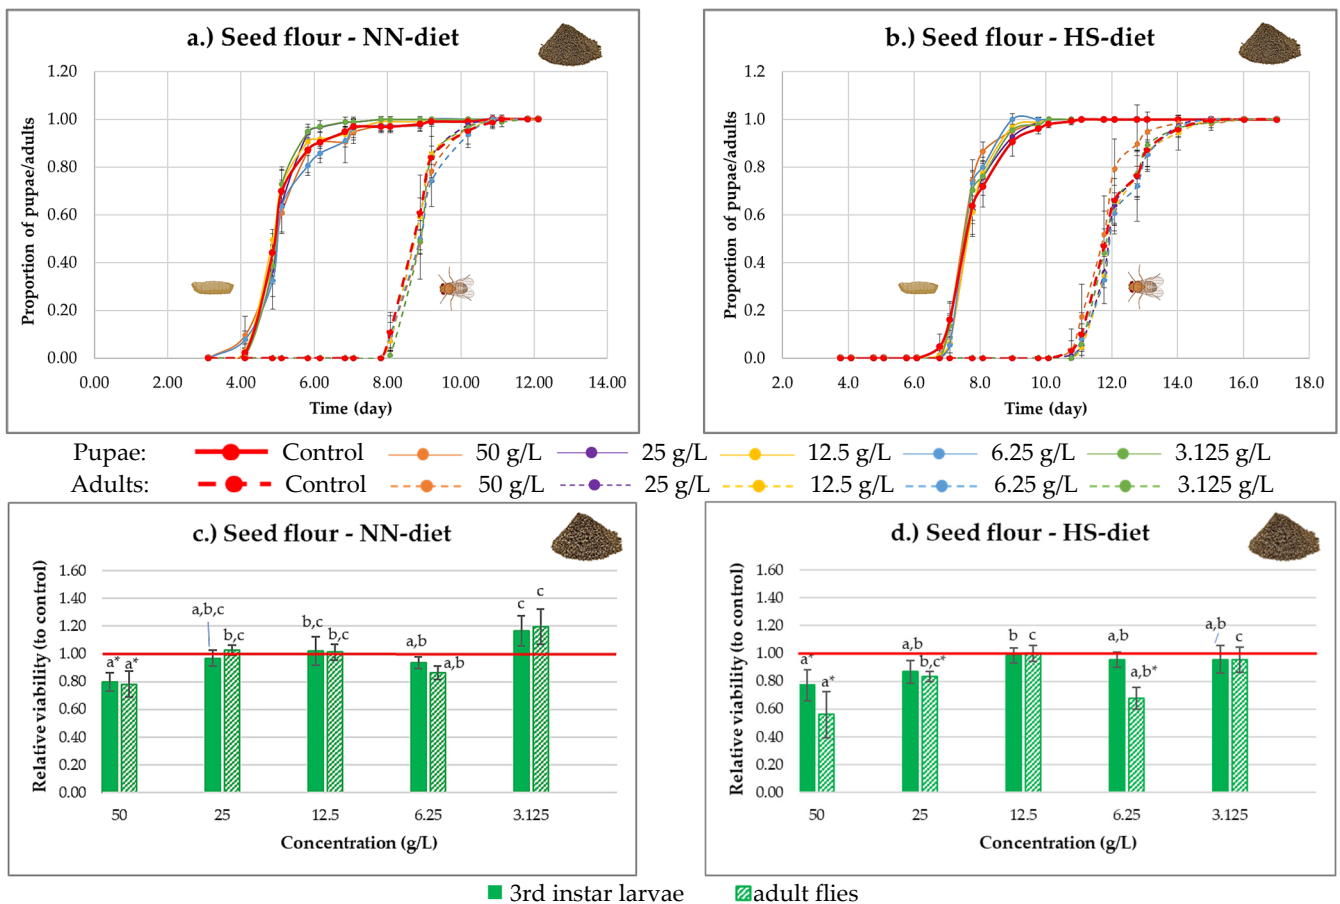 a.) Seed flour - NN-diet
Proportion of pupae/adults
1.20
1.00
0.80
0.60
0.40
0.20
0.00
0.00 2.00 4.00 6.00 8.00 10.00 12.00 14.00
Time (day)
b.) Seed flour - HS-diet
Proportion of pupae/adults
1.2
1.0
0.8
0.6
0.4
0.2
0.0
2.0 4.0 6.0 8.0 10.0 12.0 14.0 16.0 18.0
Time (day)
Pupae: Control 50 g/L 25 g/L 12.5 g/L 6.25 g/L 3.125 g/L
Adults: Control 50 g/L 25 g/L 12.5 g/L 6.25 g/L 3.125 g/L
c.) Seed flour - NN-diet
Relative viability (to control)
1.60
1.40
1.20
1.00
0.80
0.60
0.40
0.20
0.00
a* a* a,b,c b,c b,c b,c a,b a,b c c
50 25 12.5 6.25 3.125
Concentration (g/L)
d.) Seed flour - HS-diet
Relative viability (to control)
1.60
1.40
1.20
1.00
0.80
0.60
0.40
0.20
0.00
a* a* a,b b,c* b c a,b a,b* a,b c
50 25 12.5 6.25 3.125
Concentration (g/L)
3rd instar larvae adult flies